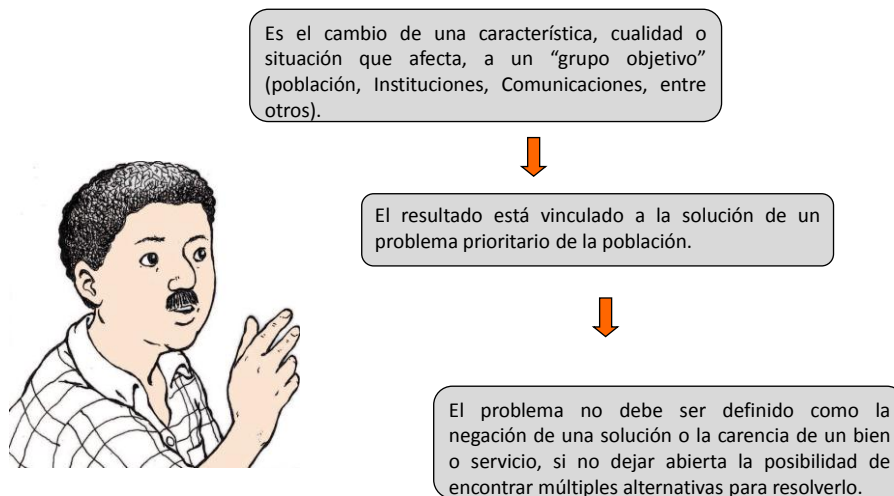 Es el cambio de una característica, cualidad o
situación que afecta, a un “grupo objetivo”
(población, Instituciones, Comunicaciones, entre
otros).
El resultado está vinculado a la solución de un
problema prioritario de la población.
El problema no debe ser definido como la
negación de una solución o la carencia de un bien
o servicio, si no dejar abierta la posibilidad de
encontrar múltiples alternativas para resolverlo.